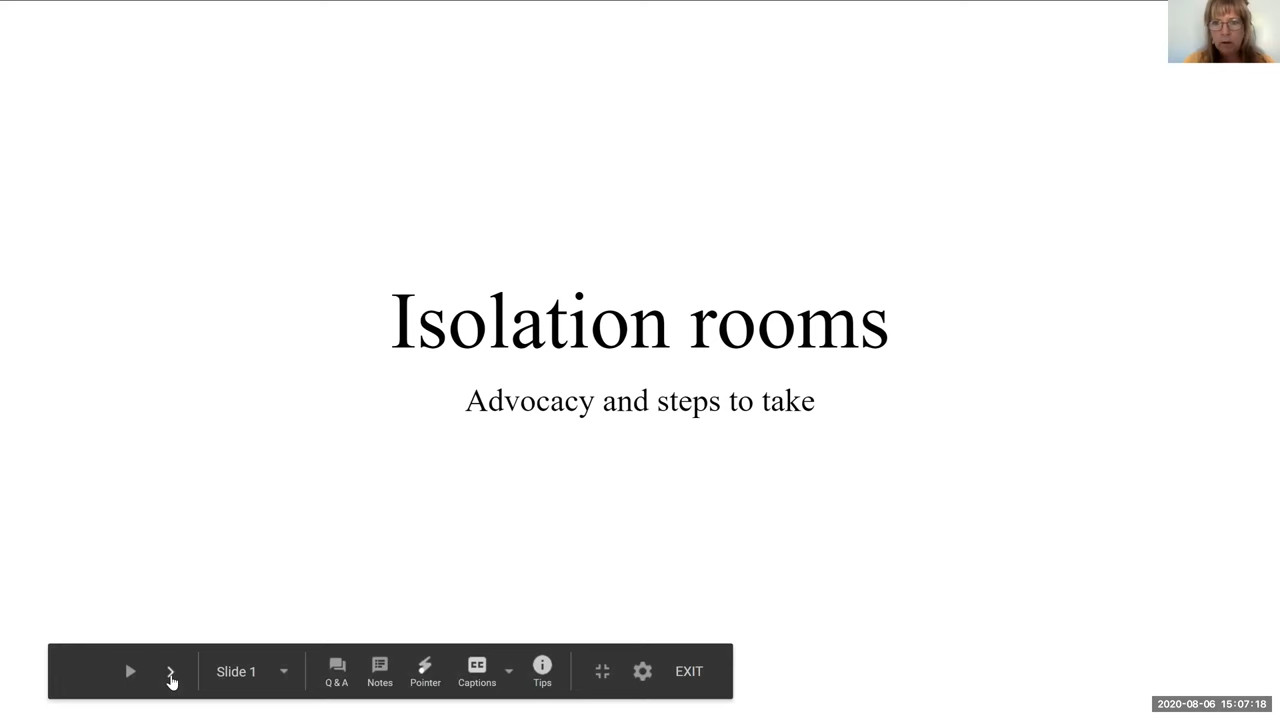 Isolation rooms
Advocacy and steps to take
Slide 1
Q & A
Notes
Pointer
CC
Captions
Tips
EXIT
2020-08-06 15:07:18